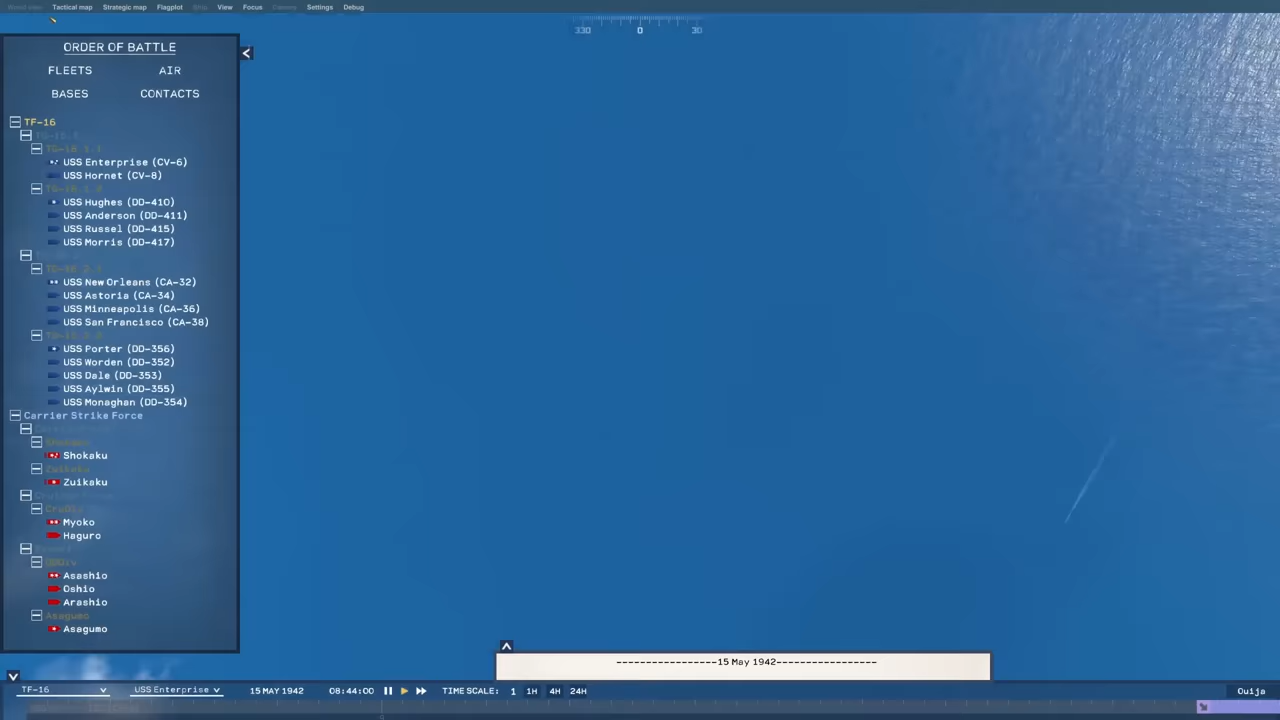 Tactical map Strategic map Flagplot Ship View Focus Camera Settings Debug
330 0 30
ORDER OF BATTLE
FLEETS AIR
BASES CONTACTS
TF-16
USS Enterprise (CV-6)
USS Hornet (CV-8)
USS Hughes (DD-410)
USS Anderson (DD-411)
USS Russel (DD-415)
USS Morris (DD-417)
USS New Orleans (CA-32)
USS Astoria (CA-34)
USS Minneapolis (CA-36)
USS San Francisco (CA-38)
USS Porter (DD-356)
USS Worden (DD-352)
USS Dale (DD-353)
USS Aylwin (DD-355)
USS Monaghan (DD-354)
Carrier Strike Force
Shokaku
Shokaku
Zuikaku
Zuikaku
CruDiv
Myoko
Haguro
Asashio
Oshio
Arashio
Asagumo
Asagumo
-----------------15 May 1942-----------------
TF-16 USS Enterprise 15 MAY 1942 08:44:00 TIME SCALE: 1 1H 4H 24H Ouija